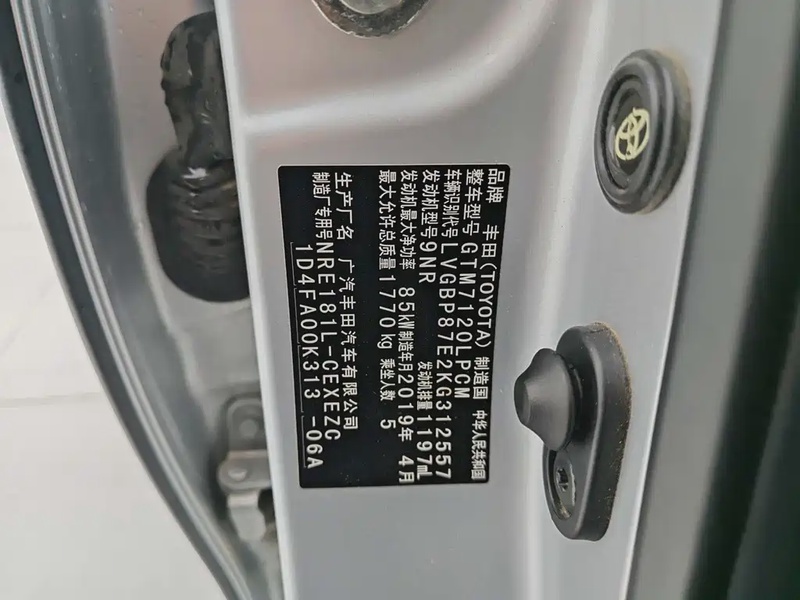 品牌 丰田(TOYOTA) 制造国 中华人民共和国
整车型号 GTM7120LPCM
车辆识别代号 LVGBP87E2KG312557
发动机型号 9NR 发动机排量 1197mL
发动机最大净功率 85kW 制造年月 2019年 4月
最大允许总质量 1770kg 乘坐人数 5
生产厂名 广汽丰田汽车有限公司
制造厂专用号 NRE181L-CEXEZC
1D4FA00K313 -06A